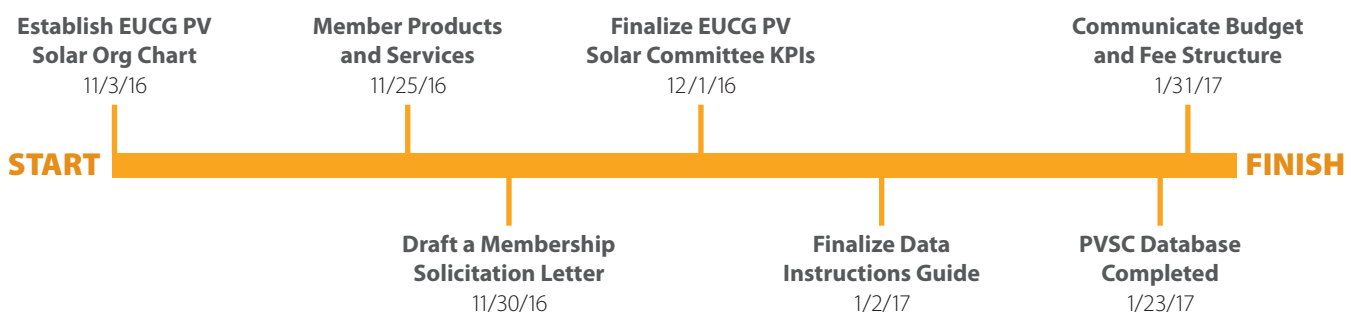 Establish EUCG PV
Solar Org Chart
11/3/16
Member Products
and Services
11/25/16
Finalize EUCG PV
Solar Committee KPIs
12/1/16
Communicate Budget
and Fee Structure
1/31/17
START
FINISH
Draft a Membership
Solicitation Letter
11/30/16
Finalize Data
Instructions Guide
1/2/17
PVSC Database
Completed
1/23/17